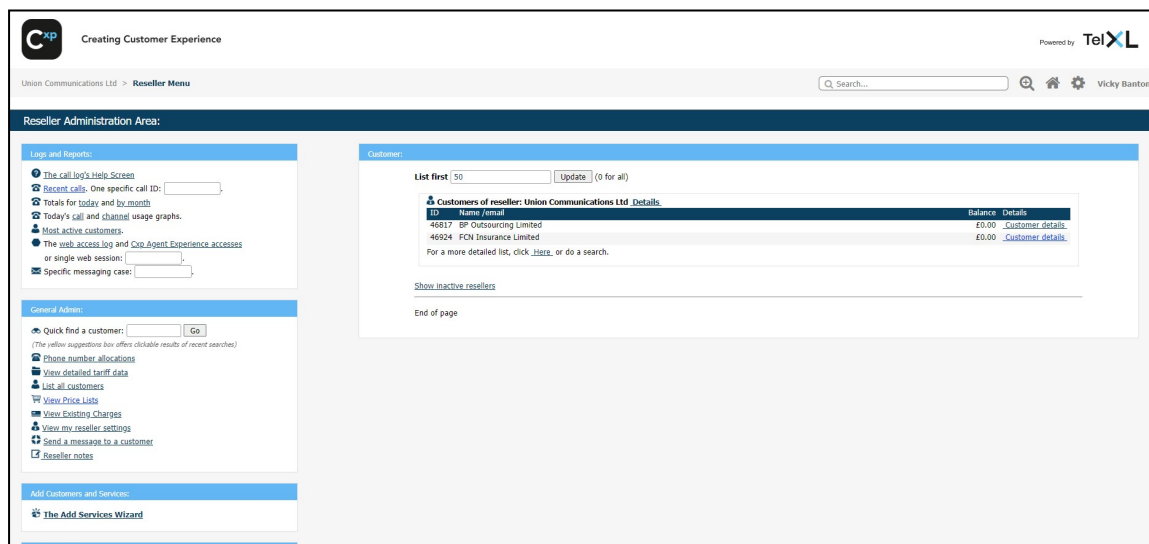 Cxp
Creating Customer Experience
Powered by TelXL
Union Communications Ltd > Reseller Menu
Search...
Vicky Banton
Reseller Administration Area:
Logs and Reports:
The call log's Help Screen
Recent calls. One specific call ID: .
Totals for today and by month
Today's call and channel usage graphs.
Most active customers.
The web access log and Cxp Agent Experience accesses
or single web session: .
Specific messaging case: .
General Admin:
Quick find a customer: Go
(The yellow suggestions box offers clickable results of recent searches)
Phone number allocations
View detailed tariff data
List all customers
View Price Lists
View Existing Charges
View my reseller settings
Send a message to a customer
Reseller notes
Add Customers and Services:
The Add Services Wizard
Customer:
List first 50 Update (0 for all)
Customers of reseller: Union Communications Ltd Details
ID Name /email Balance Details
46817 BP Outsourcing Limited £0.00 Customer details
46924 FCN Insurance Limited £0.00 Customer details
For a more detailed list, click Here or do a search.
Show inactive resellers
End of page